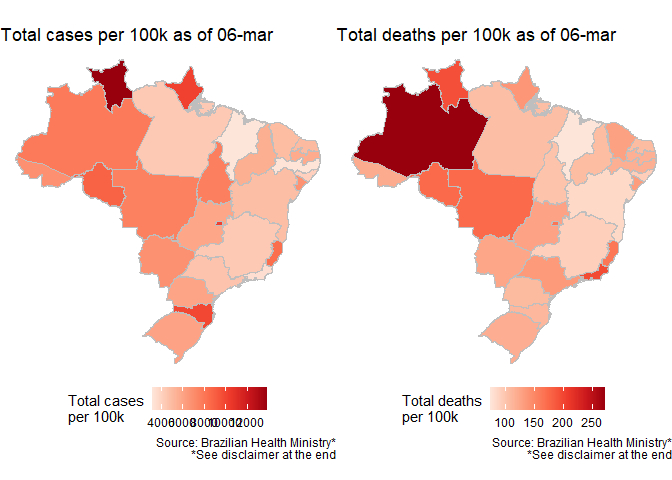 Total cases per 100k as of 06-mar
Total deaths per 100k as of 06-mar
Total cases
per 100k
4000 6000 8000 10000 12000
Total deaths
per 100k
100 150 200 250
Source: Brazilian Health Ministry*
*See disclaimer at the end
Source: Brazilian Health Ministry*
*See disclaimer at the end